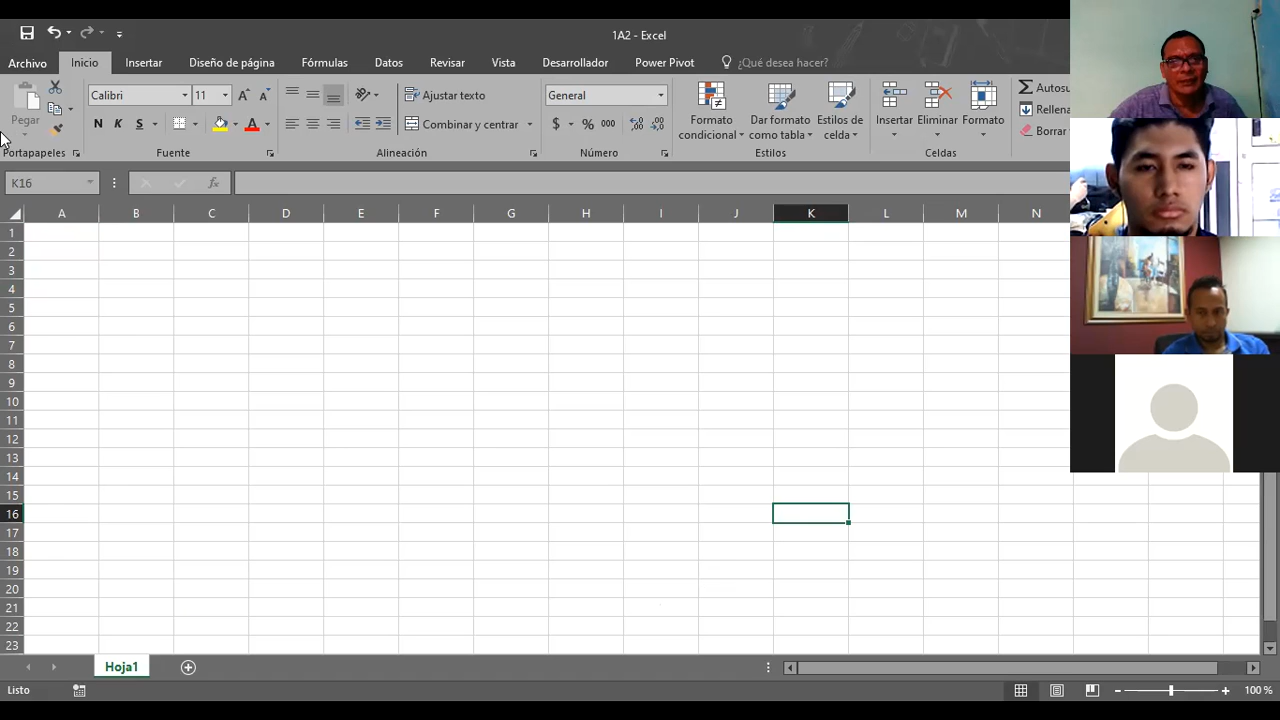 1A2 - Excel
Archivo Inicio Insertar Diseño de página Fórmulas Datos Revisar Vista Desarrollador Power Pivot ¿Qué desea hacer?
Pegar
Calibri 11
N K S
Ajustar texto
Combinar y centrar
General
$ % 000
Formato condicional
Dar formato como tabla
Estilos de celda
Insertar Eliminar Formato
Autosu
Rellena
Borrar
Portapapeles Fuente Alineación Número Estilos Celdas
K16 fx
A B C D E F G H I J K L M N
1
2
3
4
5
6
7
8
9
10
11
12
13
14
15
16
17
18
19
20
21
22
23
Hoja1
Listo 100 %